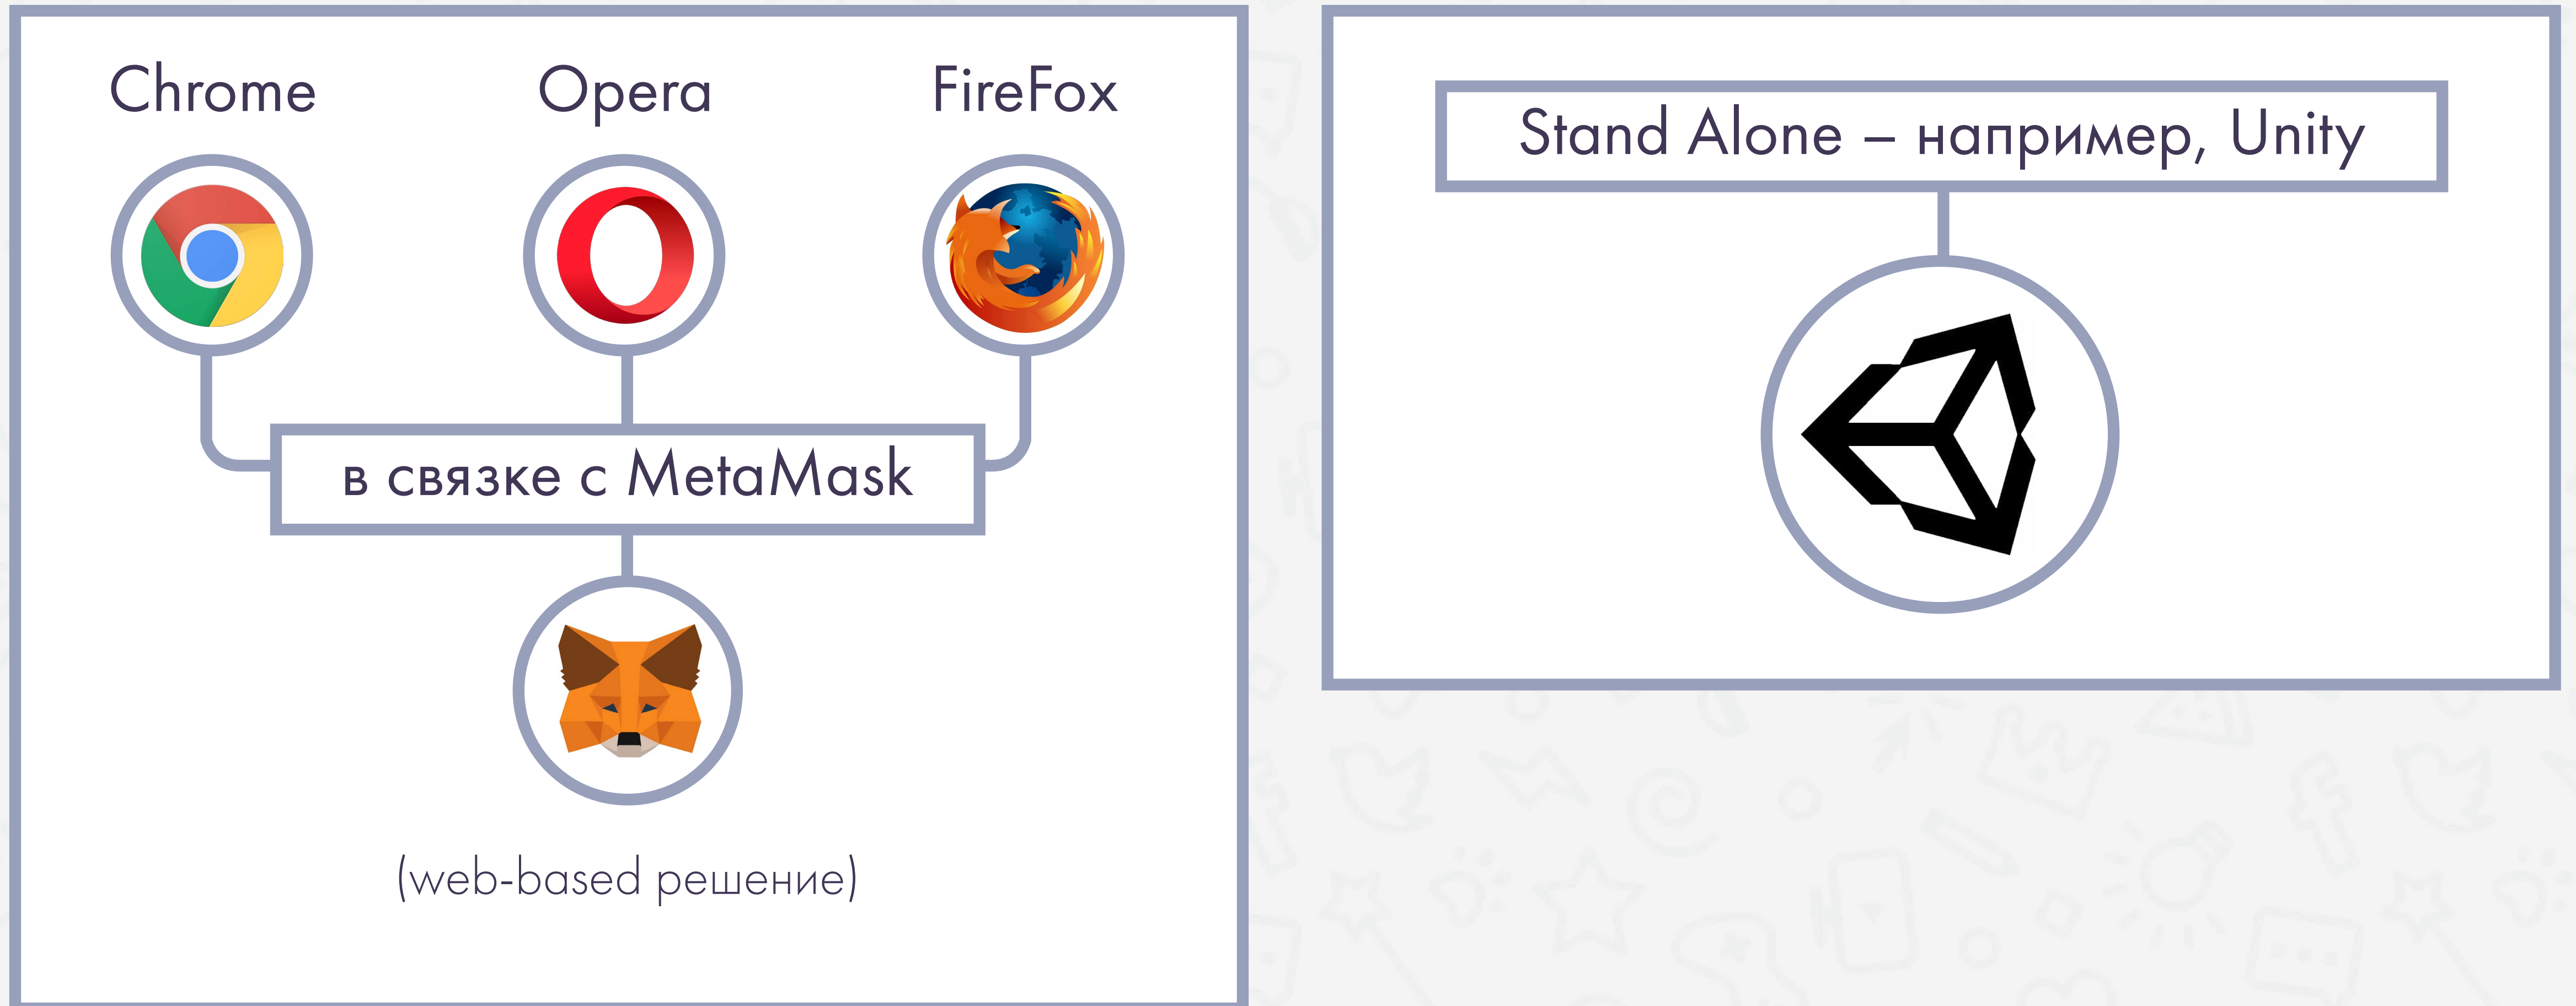 Chrome
Opera
FireFox
в связке с MetaMask
(web-based решение)
Stand Alone – например, Unity